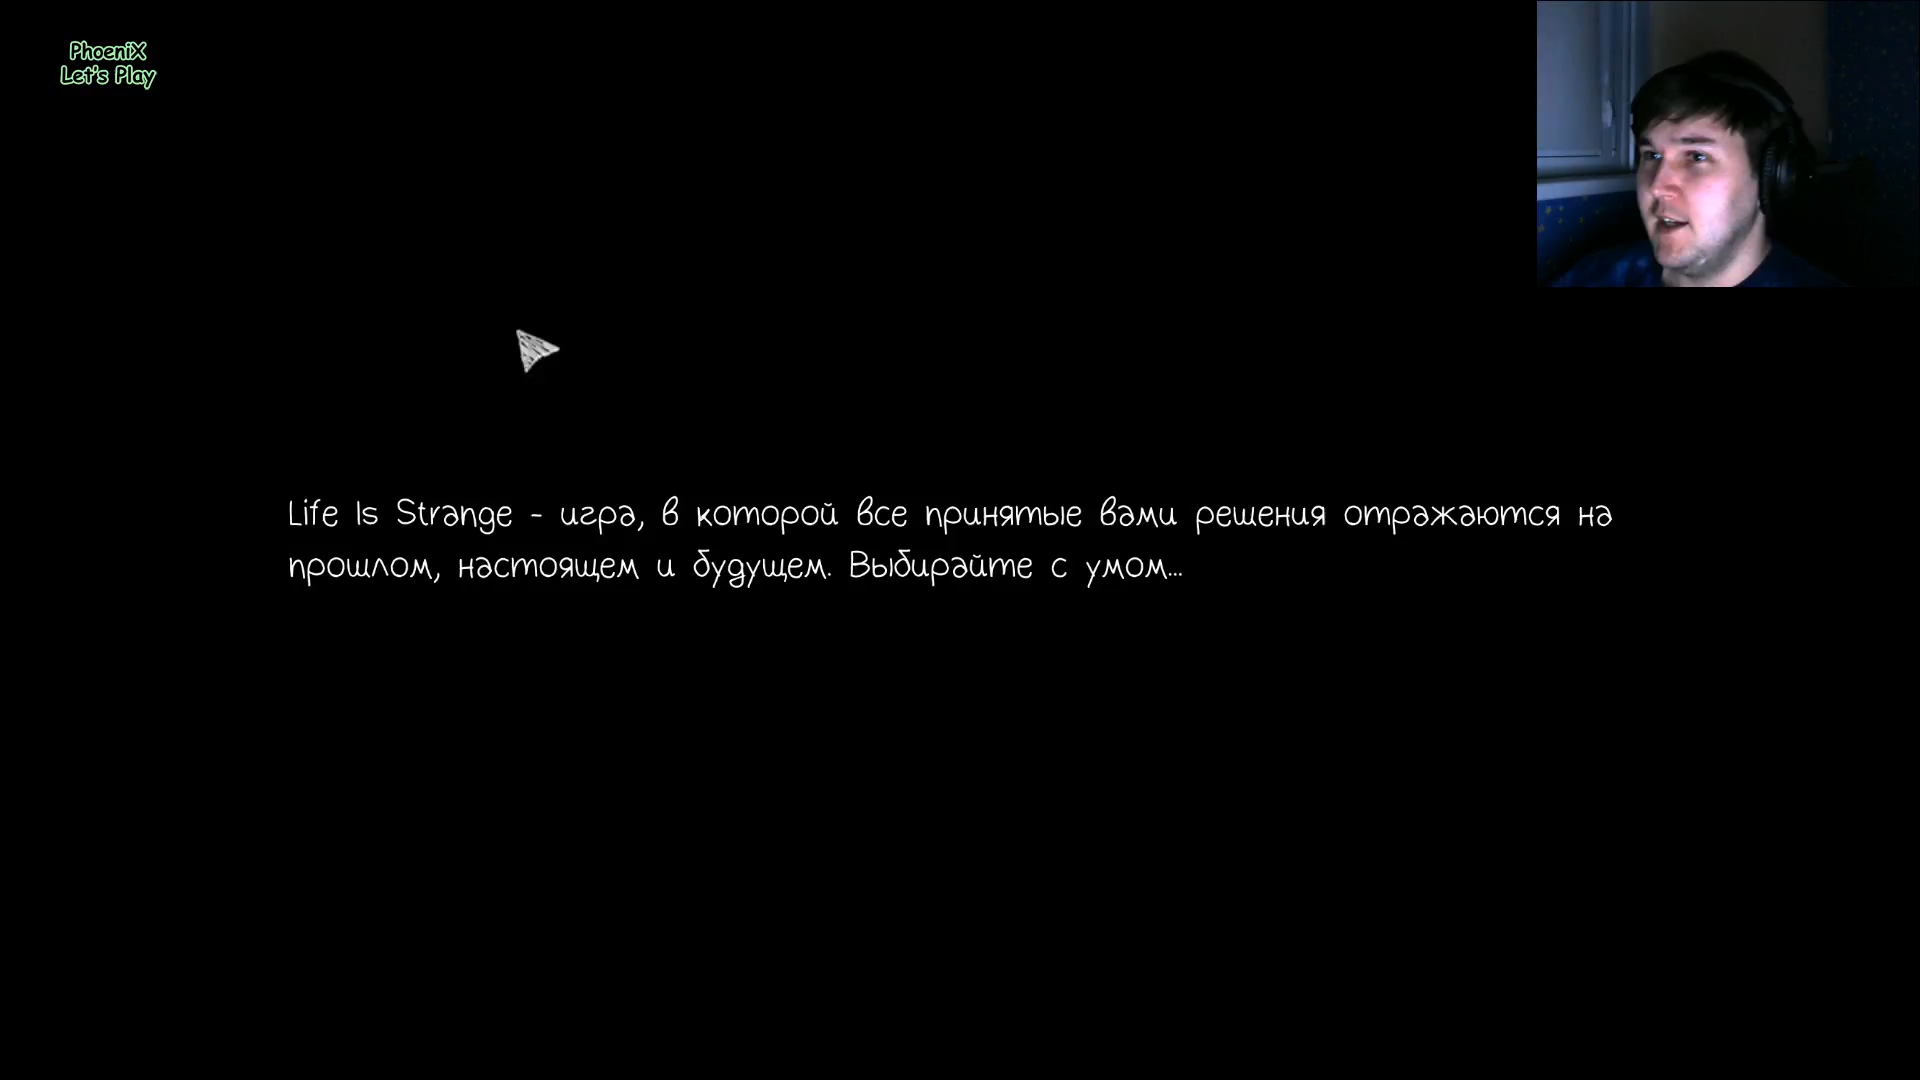 PhoeniX
Let's Play
Life Is Strange - игра, в которой все принятые вами решения отражаются на
прошлом, настоящем и будущем. Выбирайте с умом...